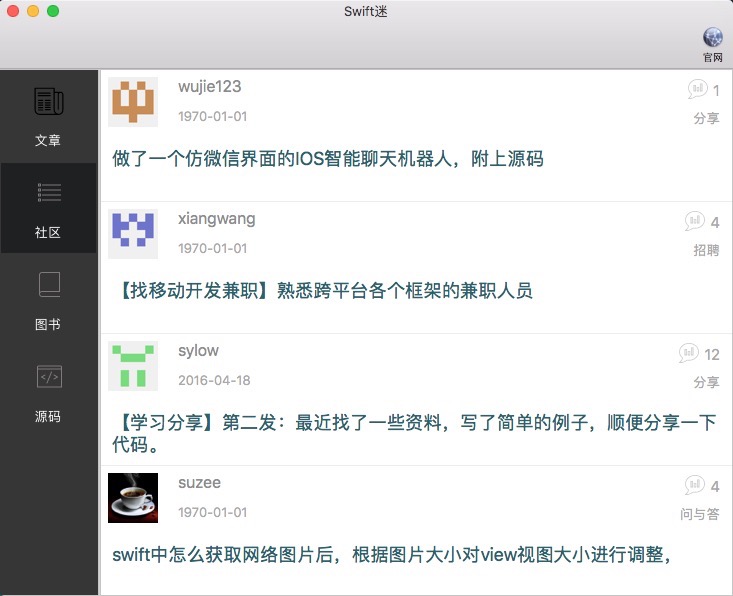 Swift迷
官网
文章
社区
图书
源码
wujie123
1
1970-01-01
分享
做了一个仿微信界面的IOS智能聊天机器人，附上源码
xiangwang
4
1970-01-01
招聘
【找移动开发兼职】熟悉跨平台各个框架的兼职人员
sylow
12
2016-04-18
分享
【学习分享】第二发：最近找了一些资料，写了简单的例子，顺便分享一下
代码。
suzee
4
1970-01-01
问与答
swift中怎么获取网络图片后，根据图片大小对view视图大小进行调整，